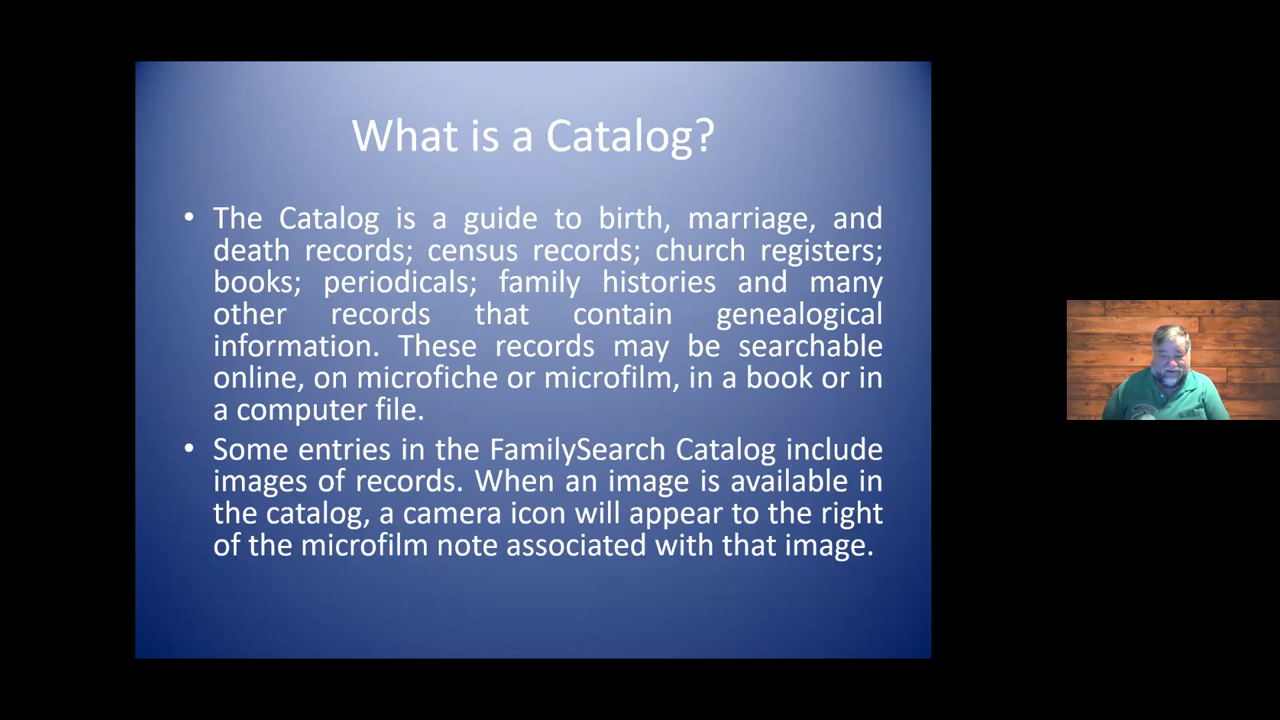 What is a Catalog?
• The Catalog is a guide to birth, marriage, and
death records; census records; church registers;
books; periodicals; family histories and many
other records that contain genealogical
information. These records may be searchable
online, on microfiche or microfilm, in a book or in
a computer file.
• Some entries in the FamilySearch Catalog include
images of records. When an image is available in
the catalog, a camera icon will appear to the right
of the microfilm note associated with that image.